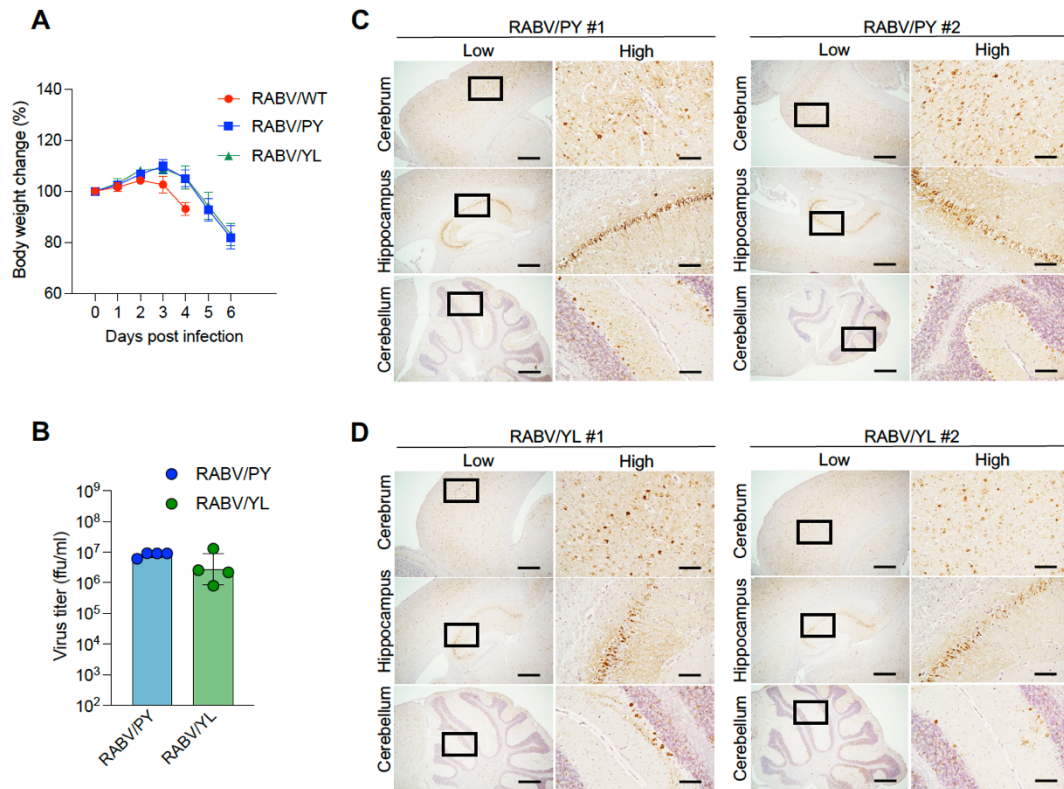 A
140
120
100
80
60
Body weight change (%)
0 1 2 3 4 5 6
Days post infection
RABV/WT
RABV/PY
RABV/YL
B
RABV/PY
RABV/YL
10⁹
10⁸
10⁷
10⁶
10⁵
10⁴
10³
10²
Virus titer (ffu/ml)
RABV/PY
RABV/YL
C
RABV/PY #1
Low High
Cerebrum
Hippocampus
Cerebellum
RABV/PY #2
Low High
Cerebrum
Hippocampus
Cerebellum
D
RABV/YL #1
Low High
Cerebrum
Hippocampus
Cerebellum
RABV/YL #2
Low High
Cerebrum
Hippocampus
Cerebellum